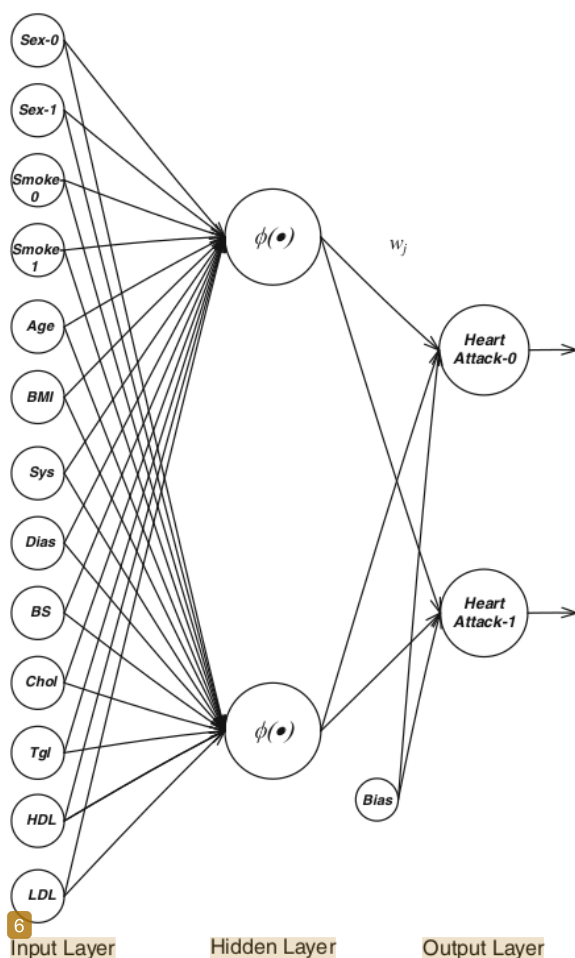 Sex-0
Sex-1
Smoke
0
Smoke
1
Age
BMI
Sys
Dias
BS
Chol
Tgl
HDL
LDL
6
Input Layer
ϕ(•)
ϕ(•)
Hidden Layer
wj
Heart
Attack-0
Heart
Attack-1
Bias
Output Layer